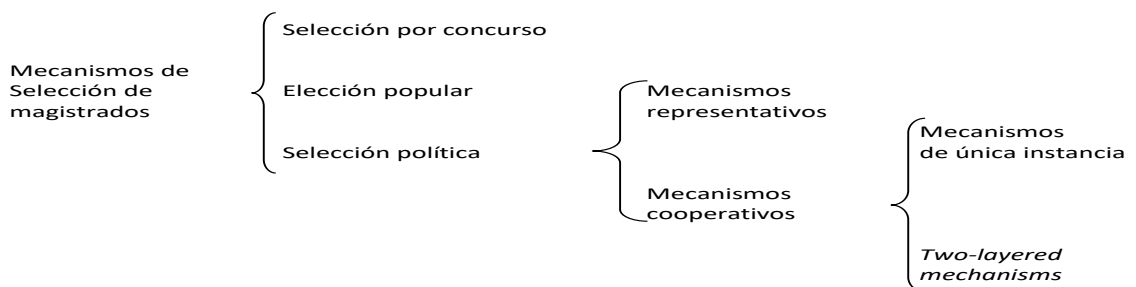 Mecanismos de
Selección de
magistrados
Selección por concurso
Elección popular
Selección política
Mecanismos
representativos
Mecanismos
cooperativos
Mecanismos
de única instancia
Two-layered
mechanisms